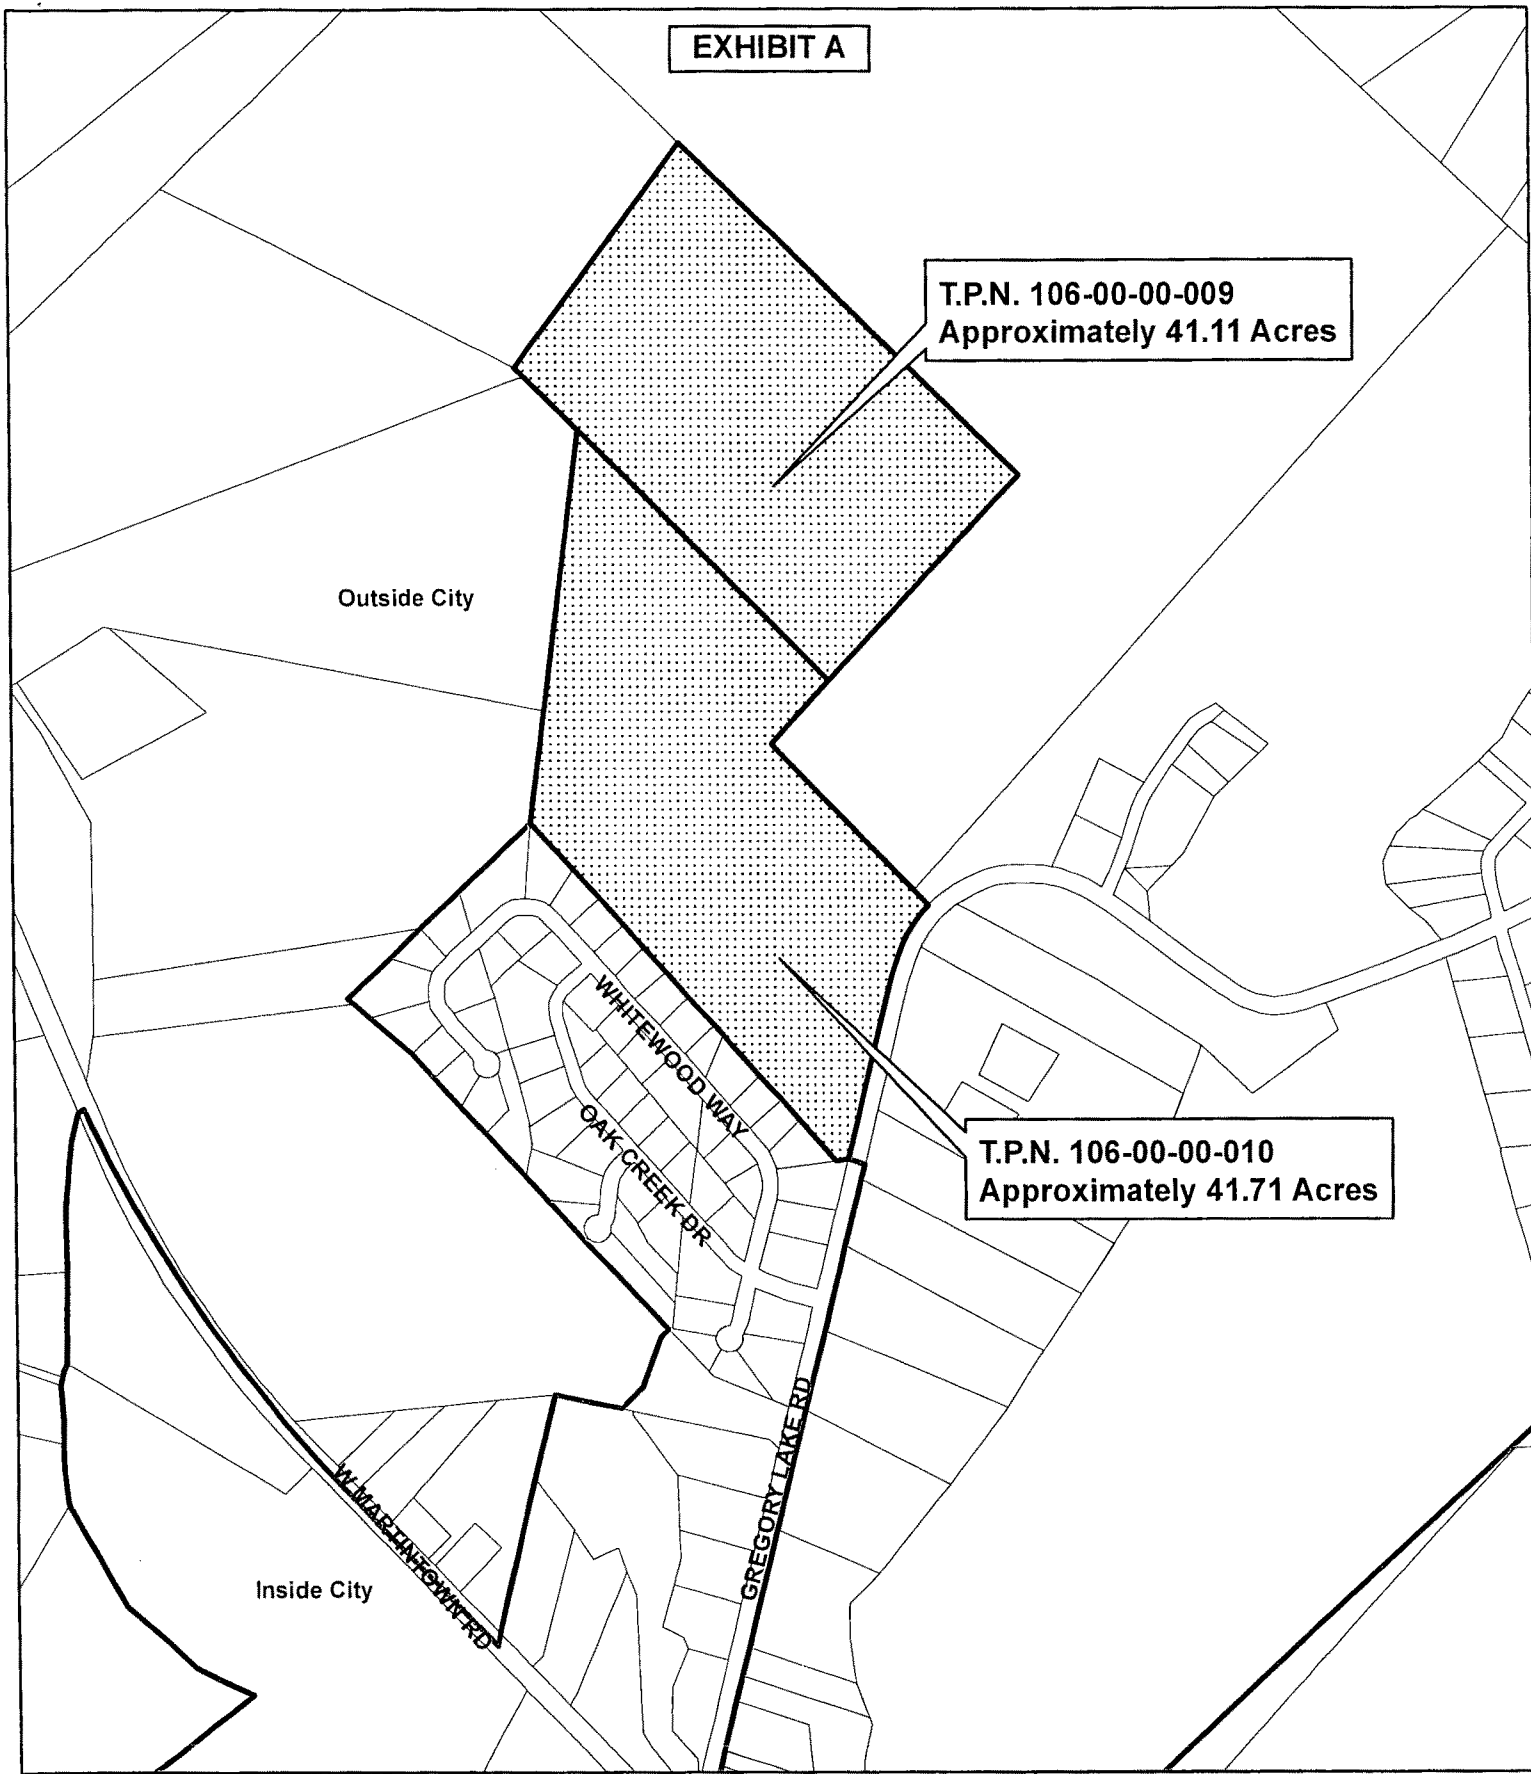 EXHIBIT A
T.P.N. 106-00-00-009
Approximately 41.11 Acres
Outside City
WHITEWOOD WAY
OAK CREEK DR
T.P.N. 106-00-00-010
Approximately 41.71 Acres
GREGORY LAKE RD
W MARTINTOWN RD
Inside City